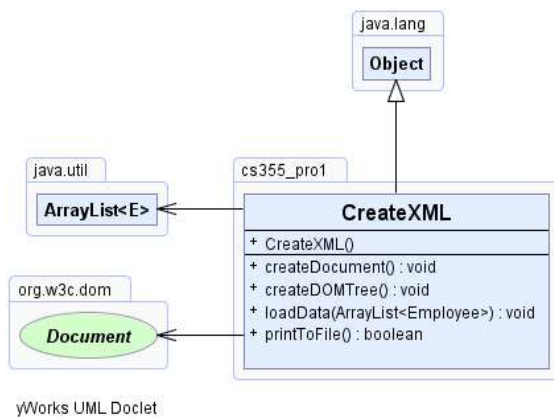 java.lang
Object
java.util
ArrayList<E>
cs355_pro1
CreateXML
+ CreateXML()
+ createDocument() : void
+ createDOMTree() : void
+ loadData(ArrayList<Employee>) : void
+ printToFile() : boolean
org.w3c.dom
Document
yWorks UML Doclet